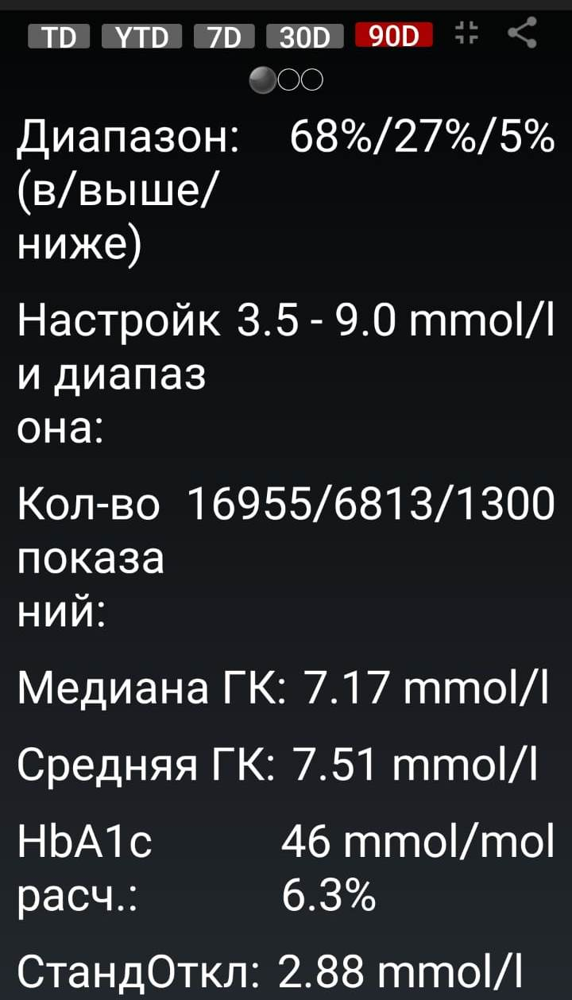 TD YTD 7D 30D 90D
Диапазон: 68%/27%/5%
(в/выше/
ниже)
Настройк 3.5 - 9.0 mmol/l
и диапаз
она:
Кол-во 16955/6813/1300
показа
ний:
Медиана ГК: 7.17 mmol/l
Средняя ГК: 7.51 mmol/l
HbA1c 46 mmol/mol
расч.: 6.3%
СтандОткл: 2.88 mmol/l